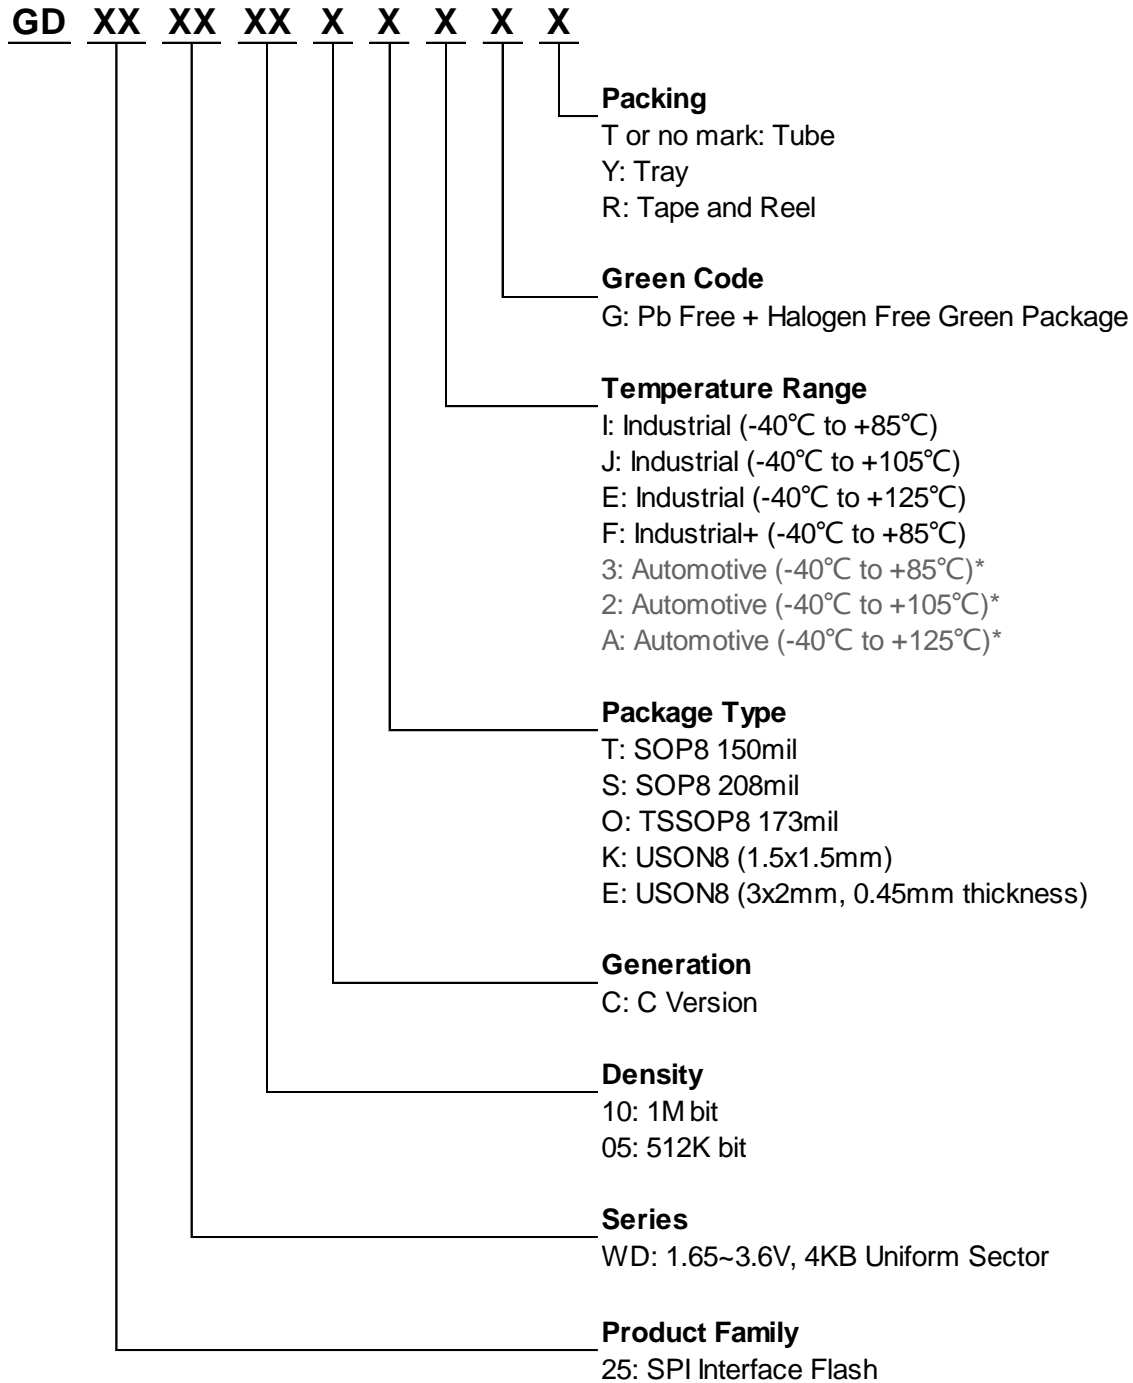 GD XX XX XX X X X X X
Packing
T or no mark: Tube
Y: Tray
R: Tape and Reel
Green Code
G: Pb Free + Halogen Free Green Package
Temperature Range
I: Industrial (-40℃ to +85℃)
J: Industrial (-40℃ to +105℃)
E: Industrial (-40℃ to +125℃)
F: Industrial+ (-40℃ to +85℃)
3: Automotive (-40℃ to +85℃)*
2: Automotive (-40℃ to +105℃)*
A: Automotive (-40℃ to +125℃)*
Package Type
T: SOP8 150mil
S: SOP8 208mil
O: TSSOP8 173mil
K: USON8 (1.5x1.5mm)
E: USON8 (3x2mm, 0.45mm thickness)
Generation
C: C Version
Density
10: 1M bit
05: 512K bit
Series
WD: 1.65~3.6V, 4KB Uniform Sector
Product Family
25: SPI Interface Flash